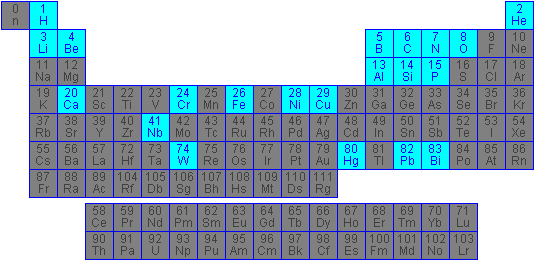 0 1 2
n H He
3 4 5 6 7 8 9 10
Li Be B C N O F Ne
11 12 13 14 15 16 17 18
Na Mg Al Si P S Cl Ar
19 20 21 22 23 24 25 26 27 28 29 30 31 32 33 34 35 36
K Ca Sc Ti V Cr Mn Fe Co Ni Cu Zn Ga Ge As Se Br Kr
37 38 39 40 41 42 43 44 45 46 47 48 49 50 51 52 53 54
Rb Sr Y Zr Nb Mo Tc Ru Rh Pd Ag Cd In Sn Sb Te I Xe
55 56 57 72 73 74 75 76 77 78 79 80 81 82 83 84 85 86
Cs Ba La Hf Ta W Re Os Ir Pt Au Hg Tl Pb Bi Po At Rn
87 88 89 104 105 106 107 108 109 110 111
Fr Ra Ac Rf Db Sg Bh Hs Mt Ds Rg
58 59 60 61 62 63 64 65 66 67 68 69 70 71
Ce Pr Nd Pm Sm Eu Gd Tb Dy Ho Er Tm Yb Lu
90 91 92 93 94 95 96 97 98 99 100 101 102 103
Th Pa U Np Pu Am Cm Bk Cf Es Fm Md No Lr